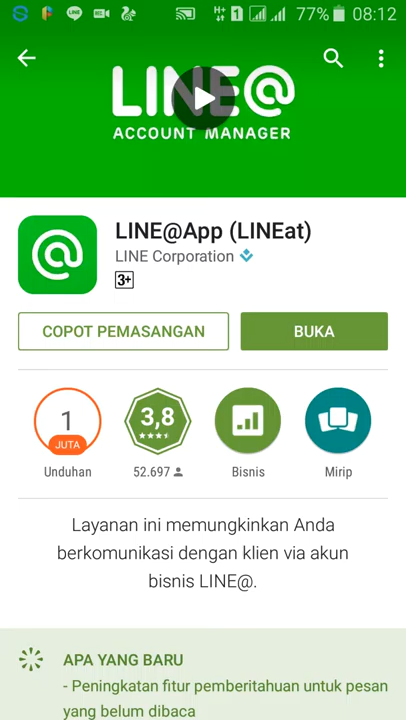 77% 08:12
LINE@
ACCOUNT MANAGER
LINE@App (LINEat)
LINE Corporation
3+
COPOT PEMASANGAN
BUKA
1
JUTA
3,8
Unduhan
52.697
Bisnis
Mirip
Layanan ini memungkinkan Anda
berkomunikasi dengan klien via akun
bisnis LINE@.
APA YANG BARU
- Peningkatan fitur pemberitahuan untuk pesan
yang belum dibaca